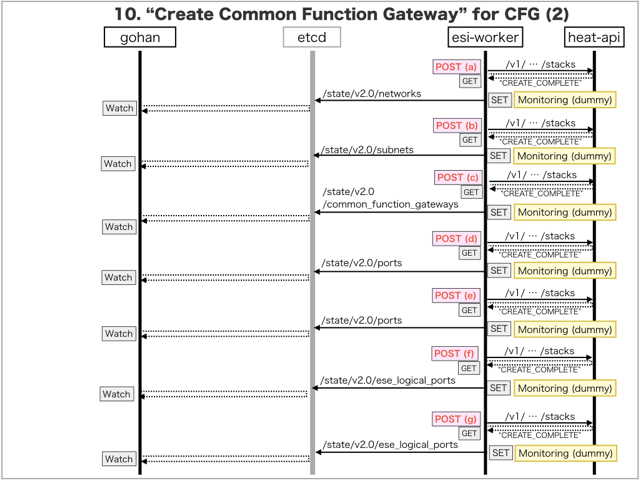 10. “Create Common Function Gateway” for CFG (2)
gohan
etcd
esi-worker
heat-api
POST (a)
/v1/ ⋯ /stacks
GET
"CREATE_COMPLETE"
/state/v2.0/networks
SET
Monitoring (dummy)
Watch
POST (b)
/v1/ ⋯ /stacks
GET
"CREATE_COMPLETE"
/state/v2.0/subnets
SET
Monitoring (dummy)
Watch
POST (c)
/v1/ ⋯ /stacks
GET
"CREATE_COMPLETE"
/state/v2.0
/common_function_gateways
SET
Monitoring (dummy)
Watch
POST (d)
/v1/ ⋯ /stacks
GET
"CREATE_COMPLETE"
/state/v2.0/ports
SET
Monitoring (dummy)
Watch
POST (e)
/v1/ ⋯ /stacks
GET
"CREATE_COMPLETE"
/state/v2.0/ports
SET
Monitoring (dummy)
Watch
POST (f)
/v1/ ⋯ /stacks
GET
"CREATE_COMPLETE"
/state/v2.0/ese_logical_ports
SET
Monitoring (dummy)
Watch
POST (g)
/v1/ ⋯ /stacks
GET
"CREATE_COMPLETE"
/state/v2.0/ese_logical_ports
SET
Monitoring (dummy)
Watch